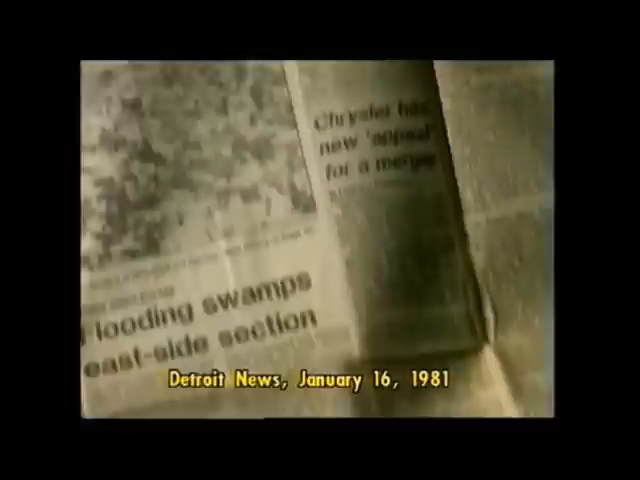 Chrysler has
new 'appeal'
for a merger
Flooding swamps
east-side section
Detroit News, January 16, 1981